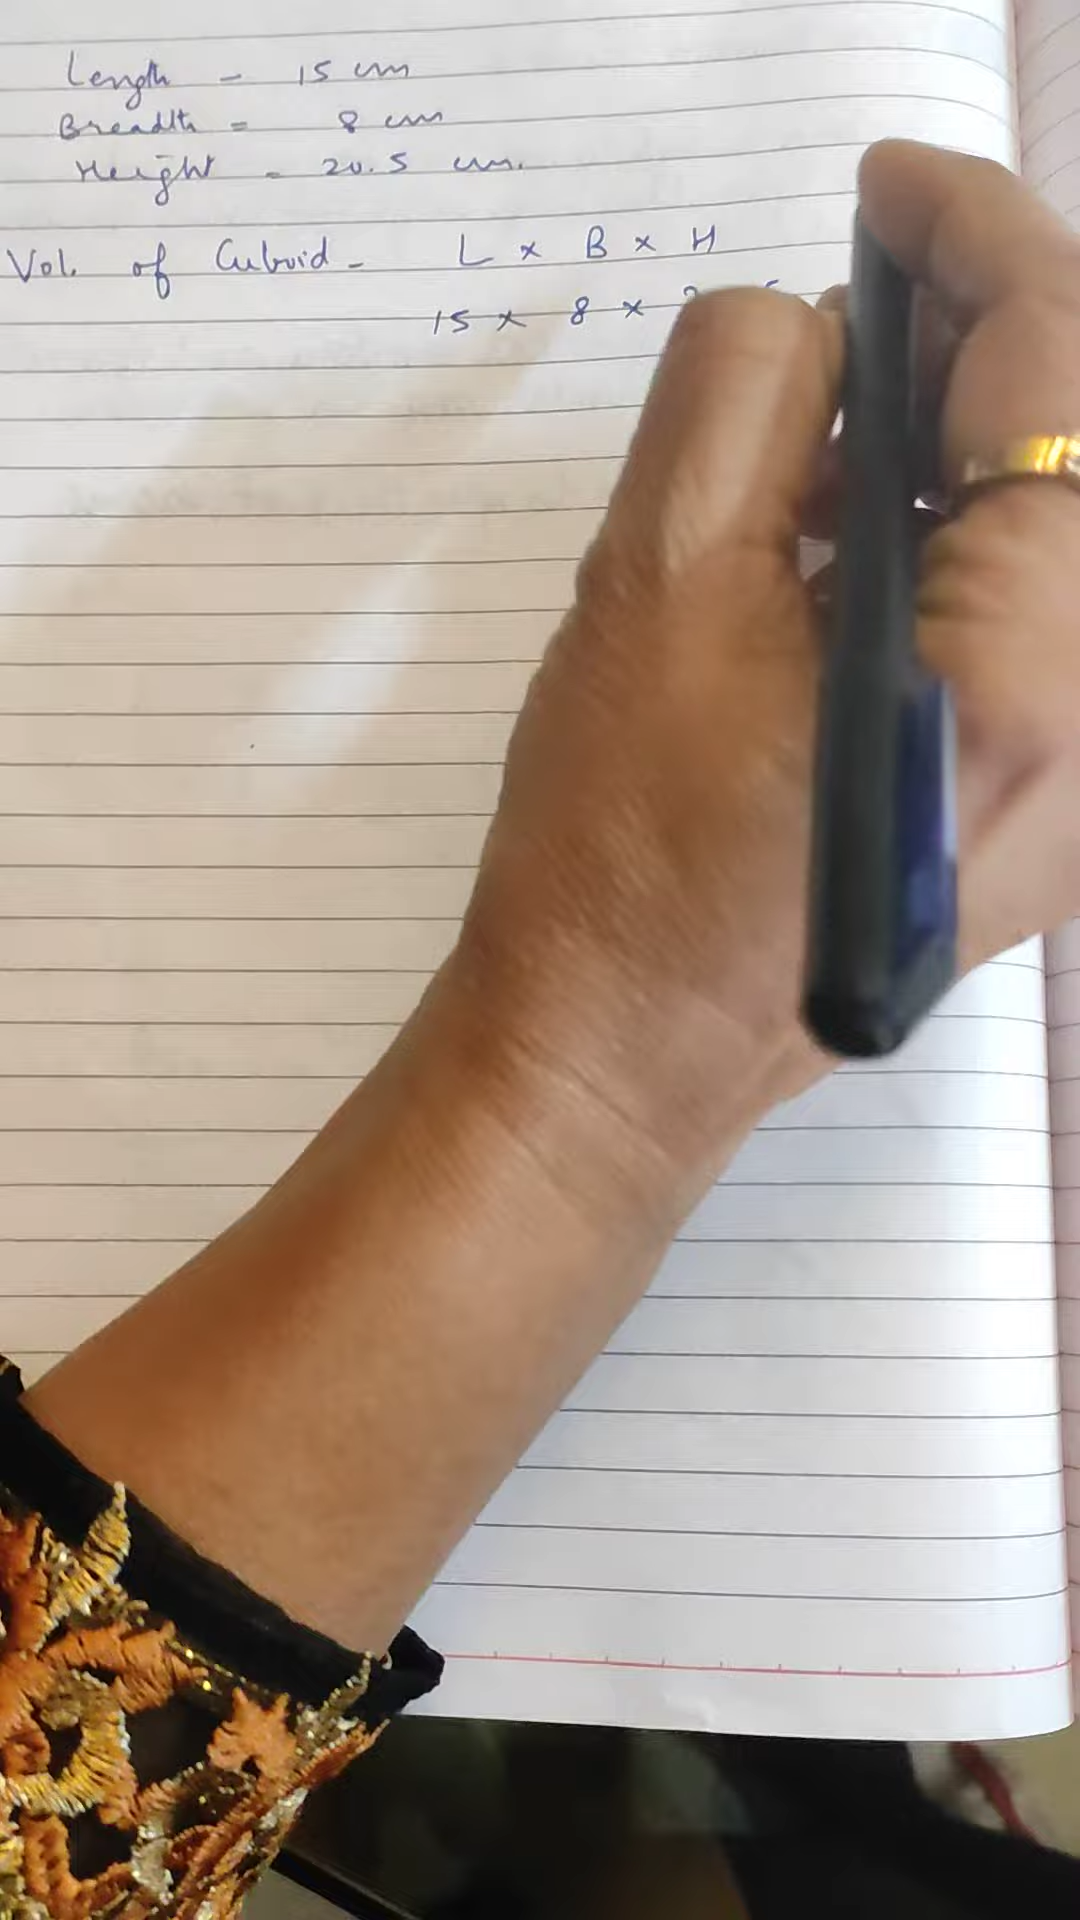 Length - 15 cm
Breadth = 8 cm
Height = 20.5 cm.
Vol. of Cuboid - L x B x H
15 x 8 x